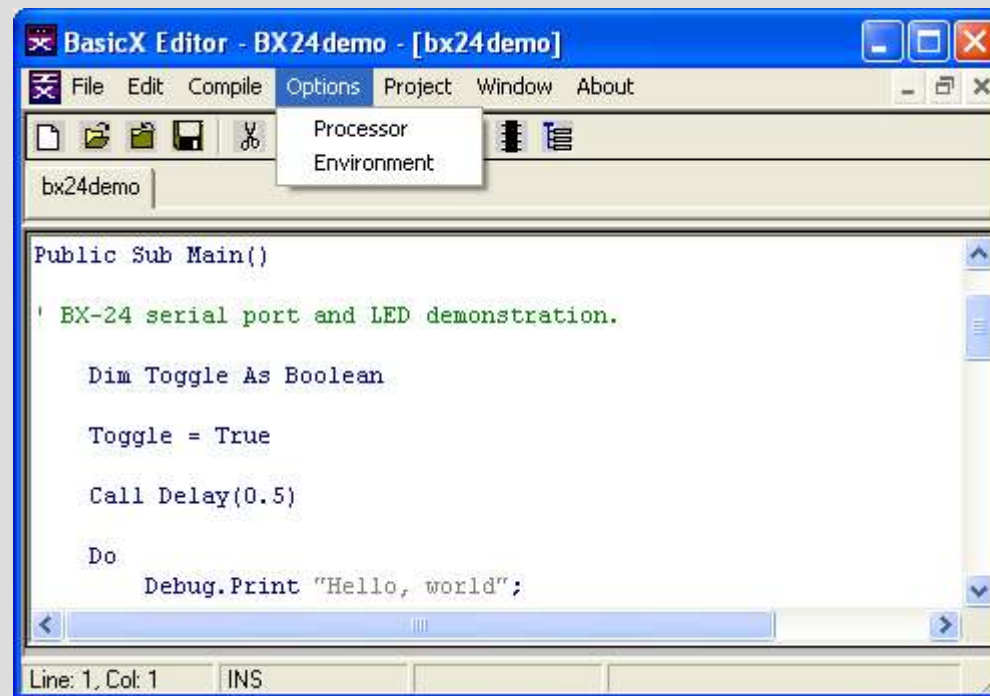 BasicX Editor - BX24demo - [bx24demo]
File Edit Compile Options Project Window About
Processor
Environment
bx24demo
Public Sub Main()
' BX-24 serial port and LED demonstration.
Dim Toggle As Boolean
Toggle = True
Call Delay(0.5)
Do
Debug.Print "Hello, world";
Line: 1, Col: 1 INS